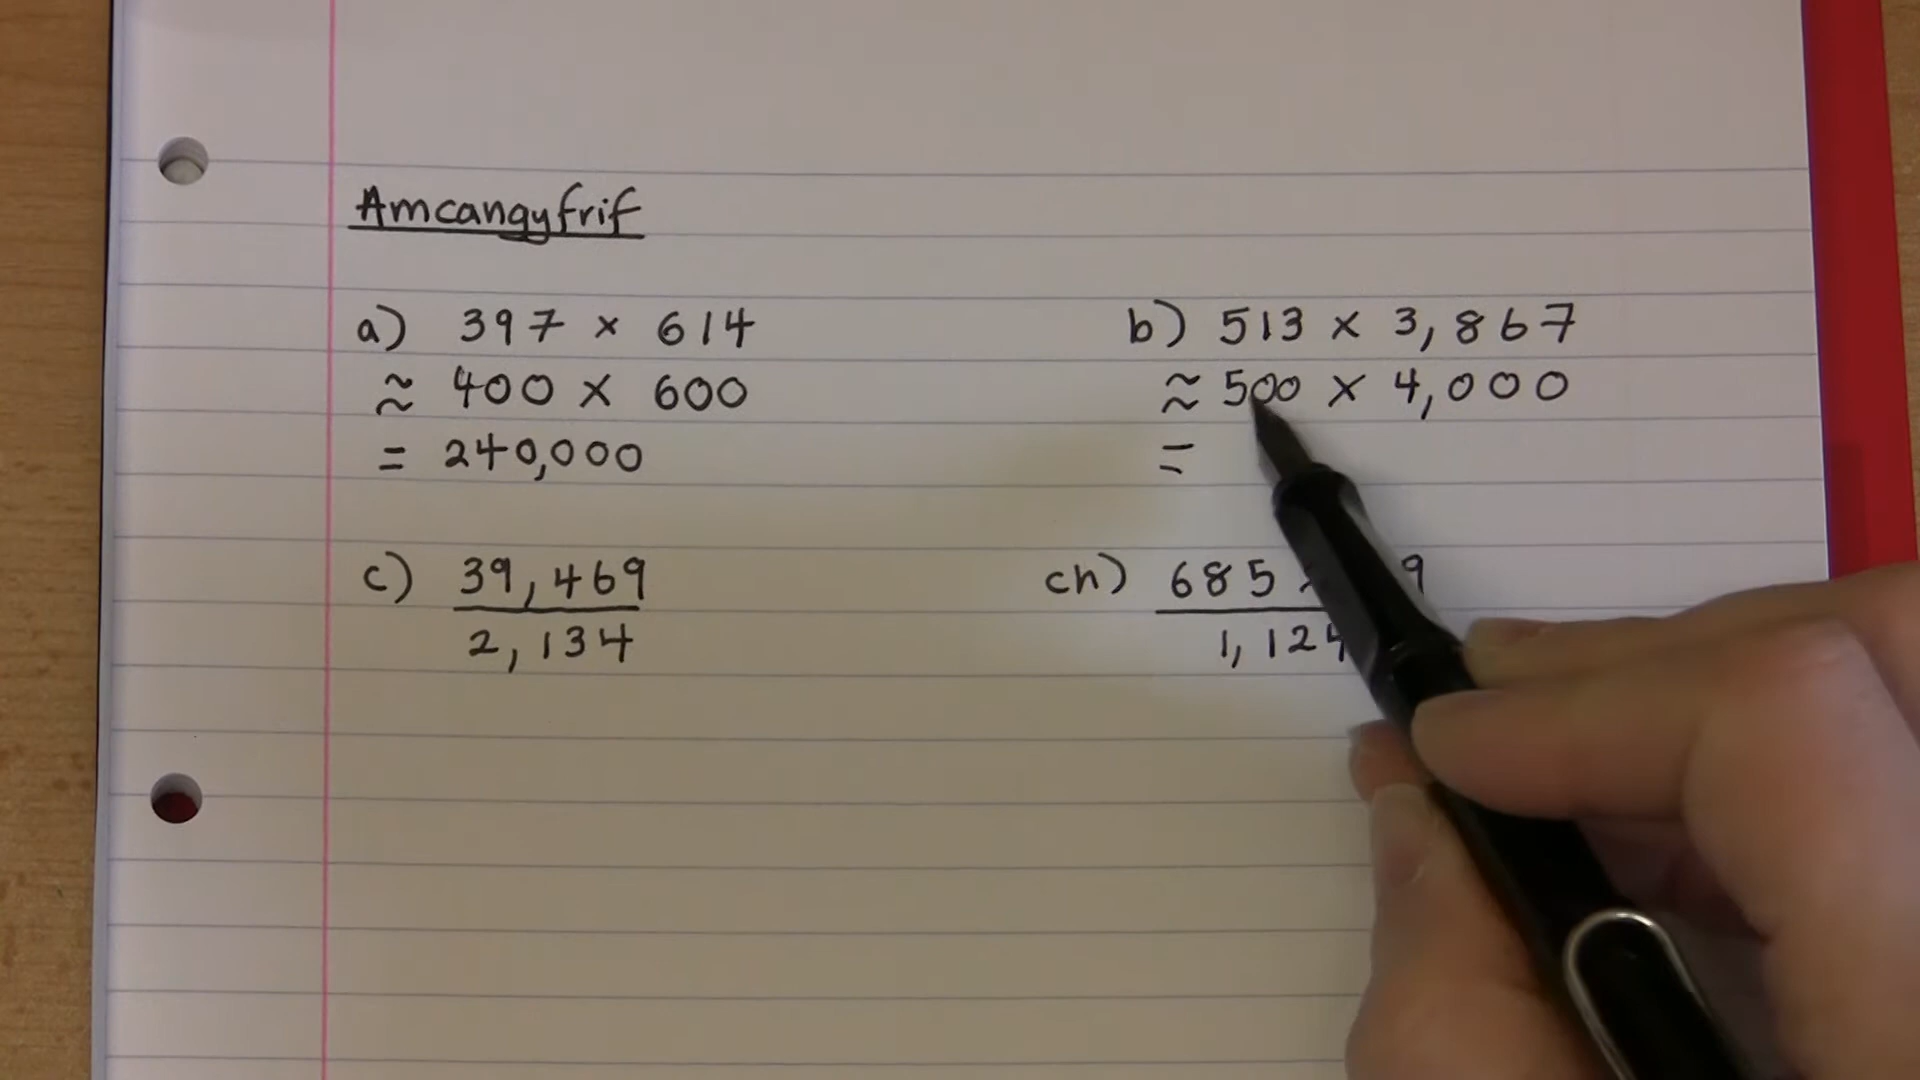 Amcangyfrif
a) 397 × 614
≈ 400 × 600
= 240,000
b) 513 × 3,867
≈ 500 × 4,000
=
c) 39,469
2,134
ch) 685 × 9
1,124